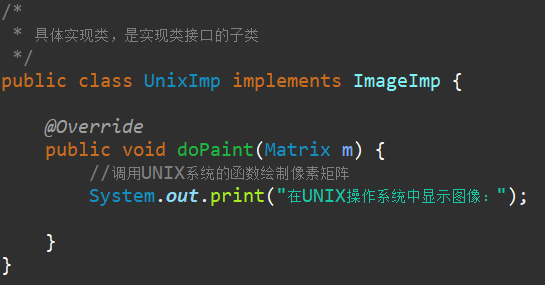 /*
 * 具体实现类，是实现类接口的子类
 */
public class UnixImp implements ImageImp {
    @Override
    public void doPaint(Matrix m) {
        //调用UNIX系统的函数绘制像素矩阵
        System.out.print("在UNIX操作系统中显示图像：");
    }
}